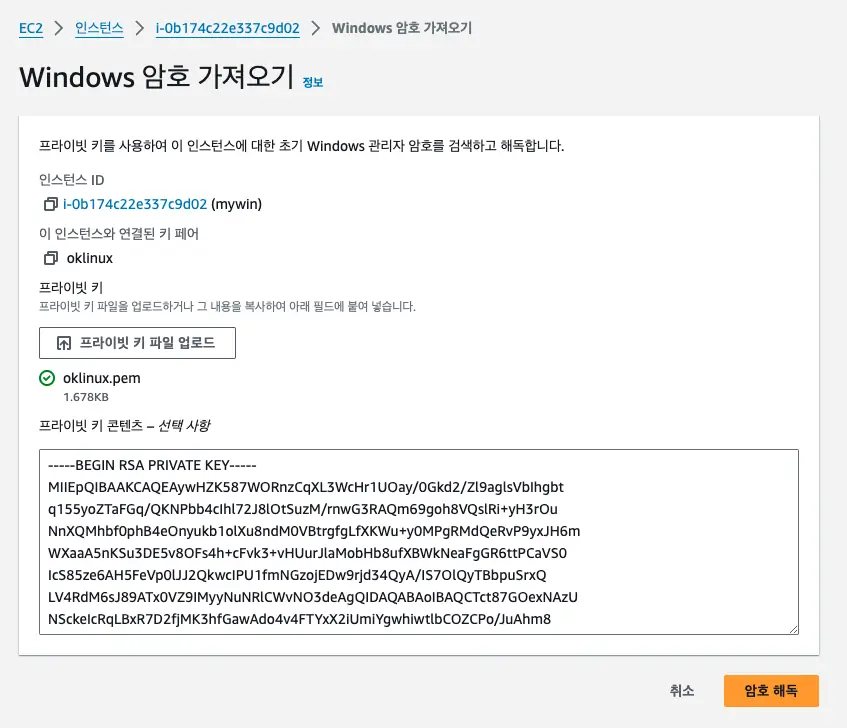 EC2 > 인스턴스 > i-0b174c22e337c9d02 > Windows 암호 가져오기
Windows 암호 가져오기 정보
프라이빗 키를 사용하여 이 인스턴스에 대한 초기 Windows 관리자 암호를 검색하고 해독합니다.
인스턴스 ID
i-0b174c22e337c9d02 (mywin)
이 인스턴스와 연결된 키 페어
oklinux
프라이빗 키
프라이빗 키 파일을 업로드하거나 그 내용을 복사하여 아래 필드에 붙여 넣습니다.
프라이빗 키 파일 업로드
oklinux.pem
1.678KB
프라이빗 키 콘텐츠 – 선택 사항
-----BEGIN RSA PRIVATE KEY-----
MIIEpQIBAAKCAQEAywHZK587WORnzCqXL3WcHr1UOay/0Gkd2/Zl9aglsVbIhgbt
q155yoZTaFGq/QKNPbb4cIhl72J8lOtSuzM/rnwG3RAQm69goh8VQslRi+yH3rOu
NnXQMhbf0phB4eOnyukb1olXu8ndM0VBtrgfgLfXKWu+y0MPgRMdQeRvP9yxJH6m
WXaaA5nKSu3DE5v8OFs4h+cFvk3+vHUurJlaMobHb8ufXBWkNeaFgGR6ttPCaVS0
IcS85ze6AH5FeVp0lJJ2QkwcIPU1fmNGzojEDw9rjd34QyA/IS7OlQyTBbpuSrxQ
LV4RdM6sJ89ATx0VZ9IMyyNuNRlCWvNO3deAgQIDAQABAoIBAQCTct87GOexNAzU
NSckeIcRqLBxR7D2fjMK3hfGawAdo4v4FTYxX2iUmiYgwhiwtlbCOZCPo/JuAhm8
취소
암호 해독